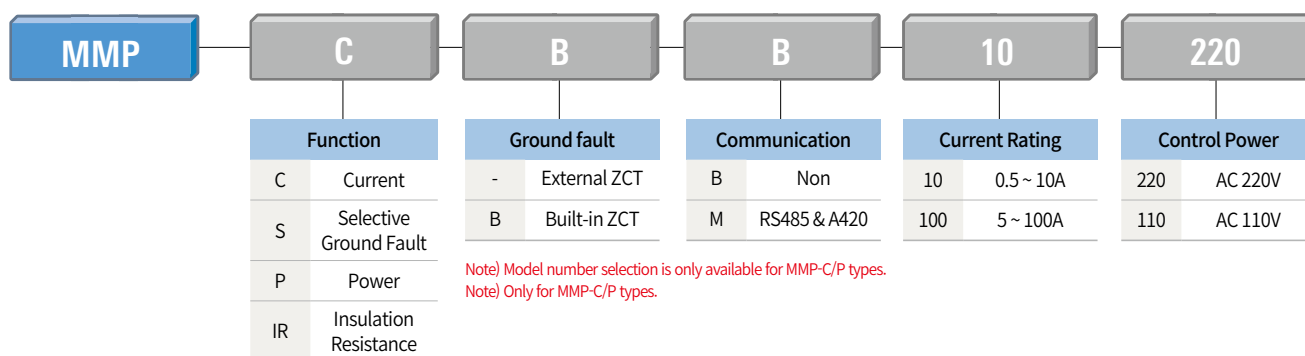 MMP C B B 10 220
Function
C Current
S Selective
Ground Fault
P Power
IR Insulation
Resistance
Ground fault
- External ZCT
B Built-in ZCT
Communication
B Non
M RS485 & A420
Current Rating
10 0.5 ~ 10A
100 5 ~ 100A
Control Power
220 AC 220V
110 AC 110V
Note) Model number selection is only available for MMP-C/P types.
Note) Only for MMP-C/P types.